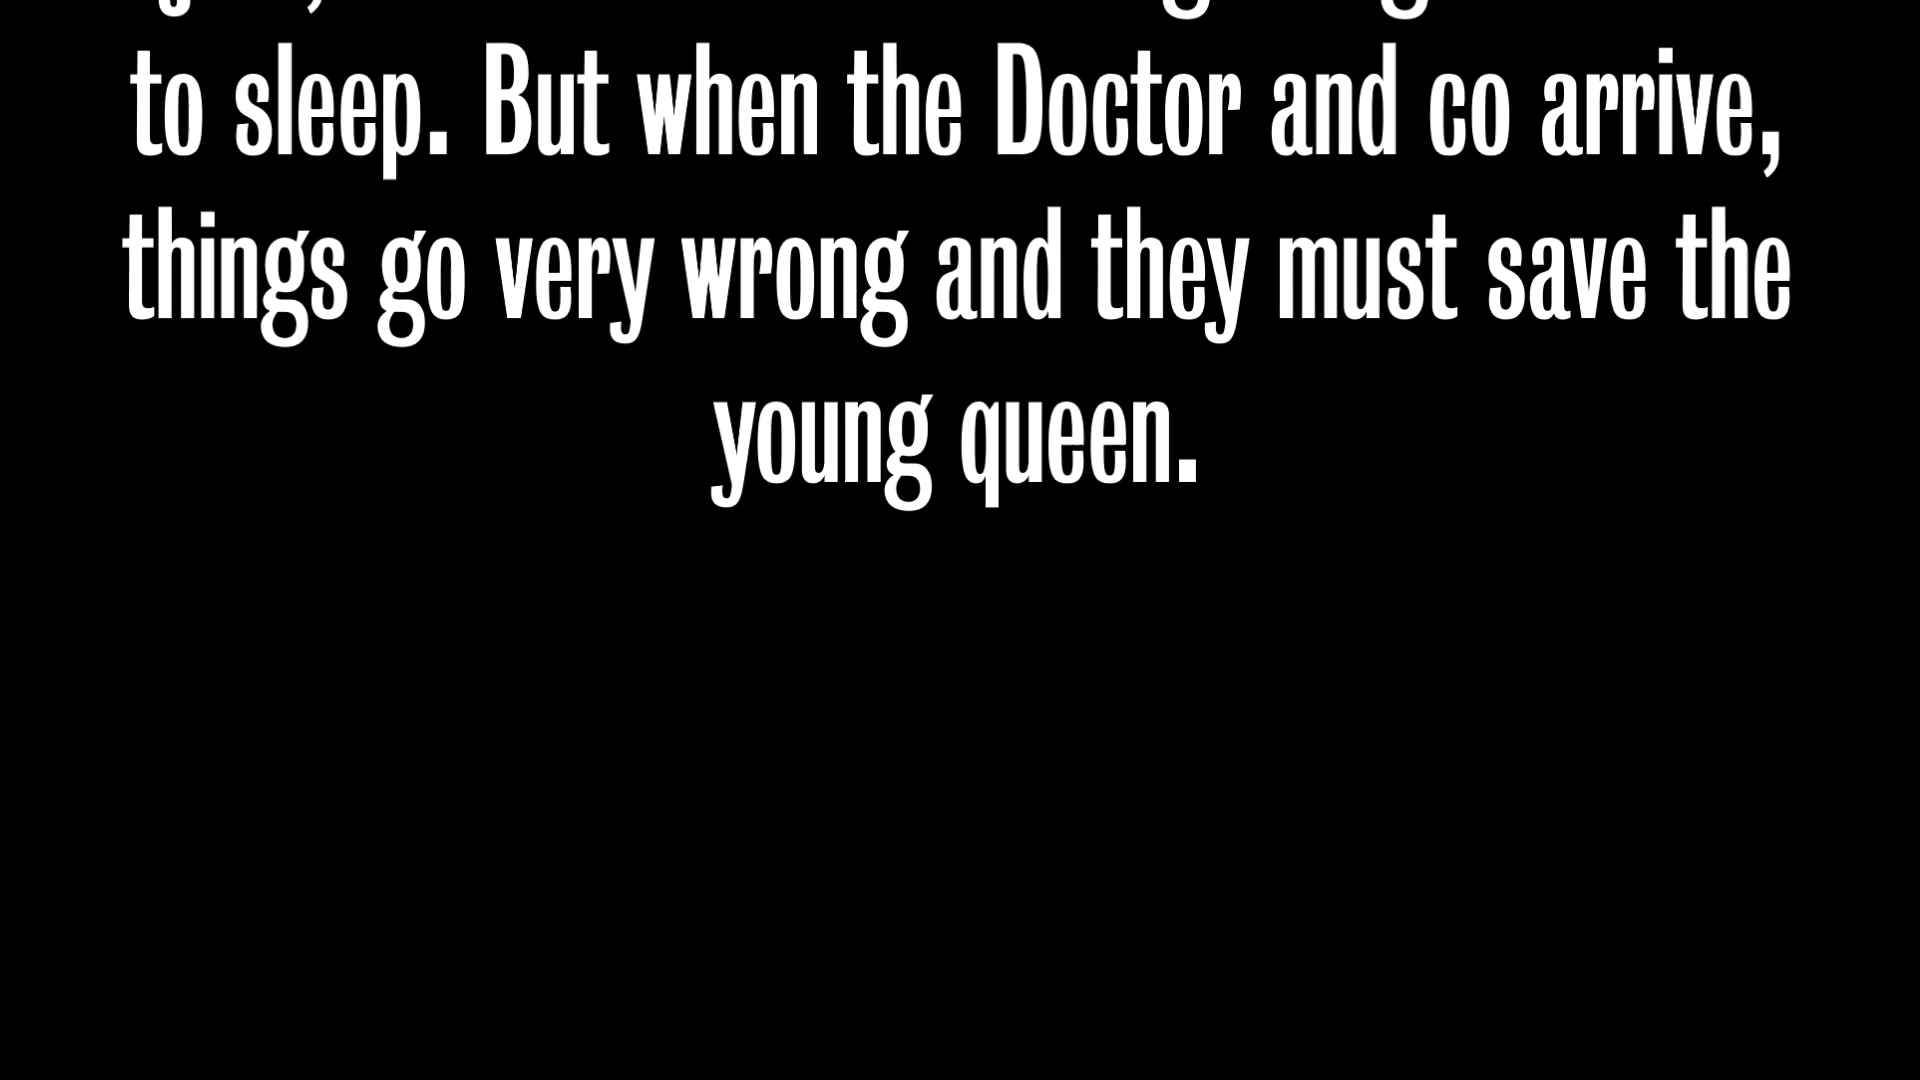 to sleep. But when the Doctor and co arrive,
things go very wrong and they must save the
young queen.